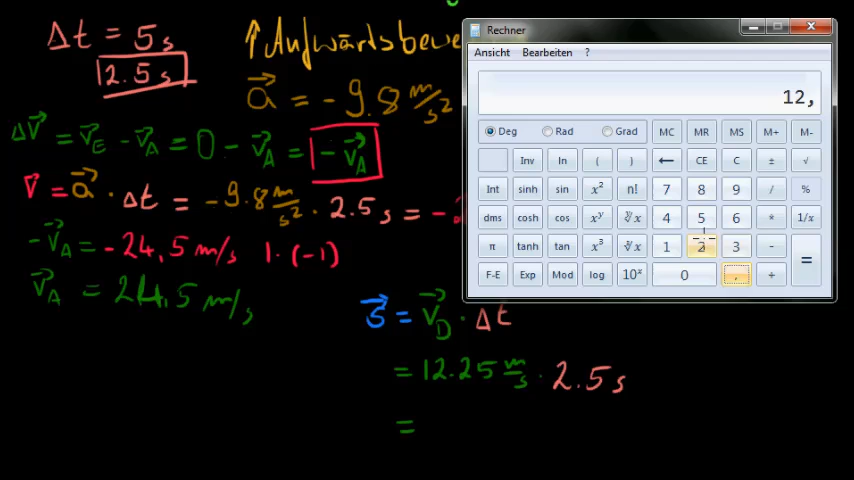 Δt = 5s
2.5s
↑ Aufwärtsbewe
a⃗ = -9.8 m/s²
Δv⃗ = v⃗E - v⃗A = 0 - v⃗A = -v⃗A
v⃗ = a⃗ · Δt = -9.8 m/s² · 2.5s = -2
-v⃗A = -24,5 m/s | · (-1)
v⃗A = 24,5 m/s
s⃗ = v⃗D · Δt
= 12.25 m/s · 2.5s
=
Rechner
Ansicht Bearbeiten ?
12,
Deg Rad Grad MC MR MS M+ M-
Inv ln ( ) ← CE C ± √
Int sinh sin x² n! 7 8 9 / %
dms cosh cos xʸ ʸ√x 4 5 6 * 1/x
π tanh tan x³ ³√x 1 2 3 - =
F-E Exp Mod log 10ˣ 0 , +